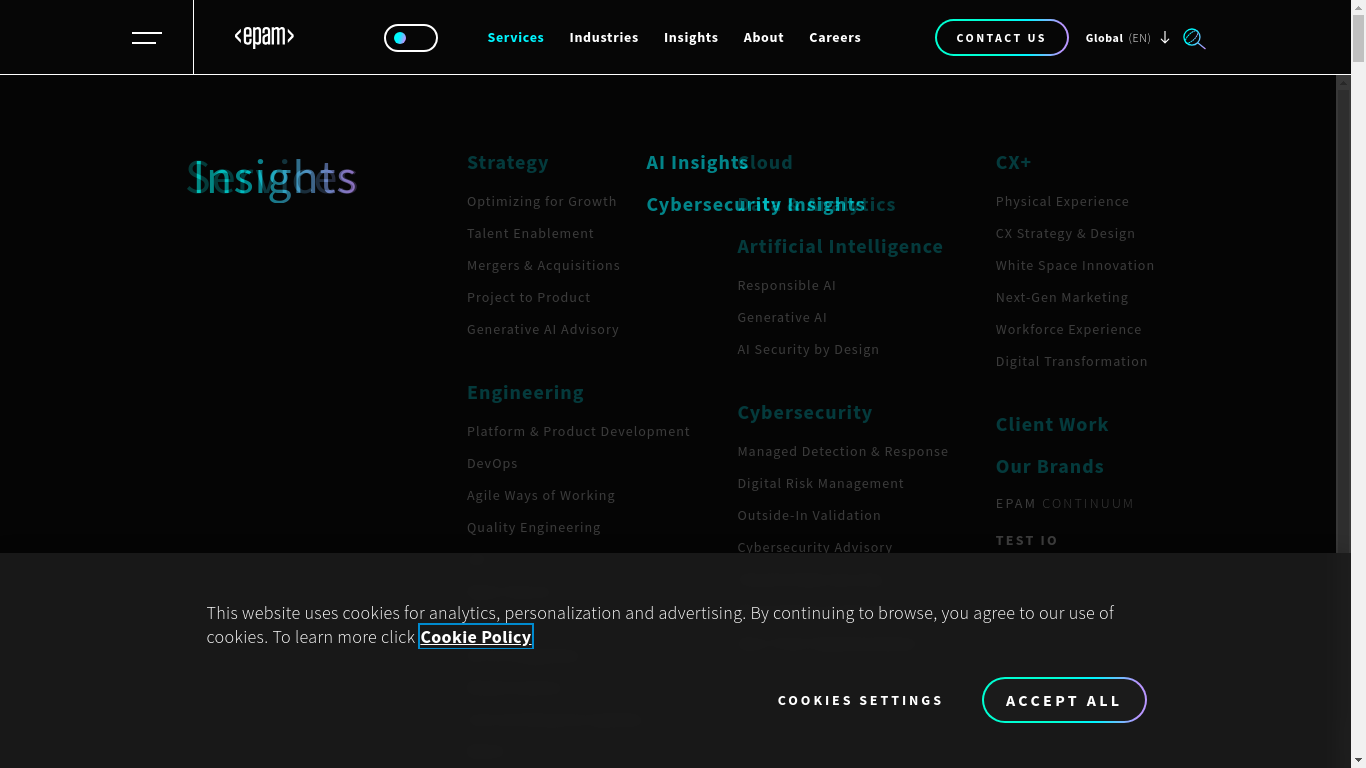 <epam>
Services Industries Insights About Careers
CONTACT US
Global (EN)
Services
Insights
Strategy
Optimizing for Growth
Talent Enablement
Mergers & Acquisitions
Project to Product
Generative AI Advisory
Engineering
Platform & Product Development
DevOps
Agile Ways of Working
Quality Engineering
AI Insights
Cybersecurity Insights
Cloud
Data & Analytics
Artificial Intelligence
Responsible AI
Generative AI
AI Security by Design
Cybersecurity
Managed Detection & Response
Digital Risk Management
Outside-In Validation
Cybersecurity Advisory
CX+
Physical Experience
CX Strategy & Design
White Space Innovation
Next-Gen Marketing
Workforce Experience
Digital Transformation
Client Work
Our Brands
EPAM CONTINUUM
TEST IO
This website uses cookies for analytics, personalization and advertising. By continuing to browse, you agree to our use of
cookies. To learn more click Cookie Policy
COOKIES SETTINGS
ACCEPT ALL